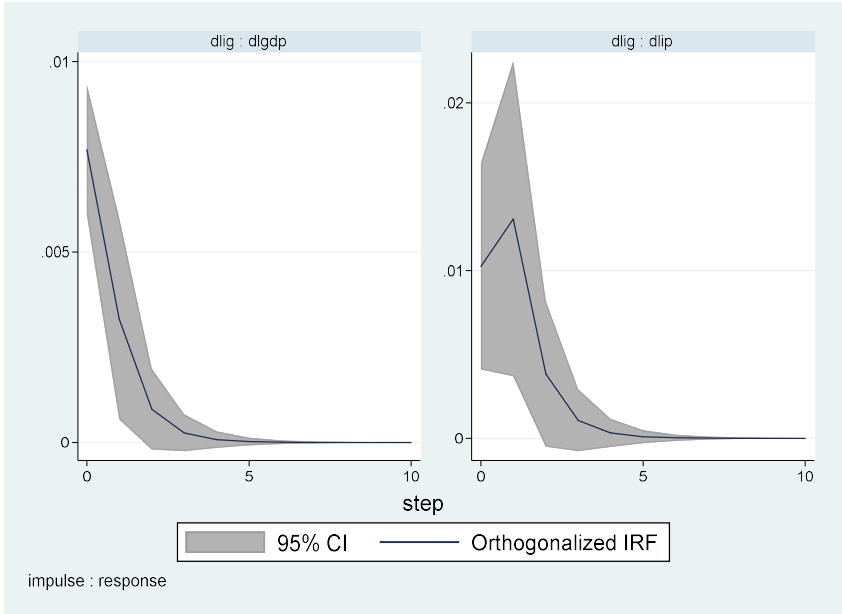 dlig : dlgdp
dlig : dlip
.01
.005
0
0 5 10
.02
.01
0
0 5 10
step
95% CI
Orthogonalized IRF
impulse : response